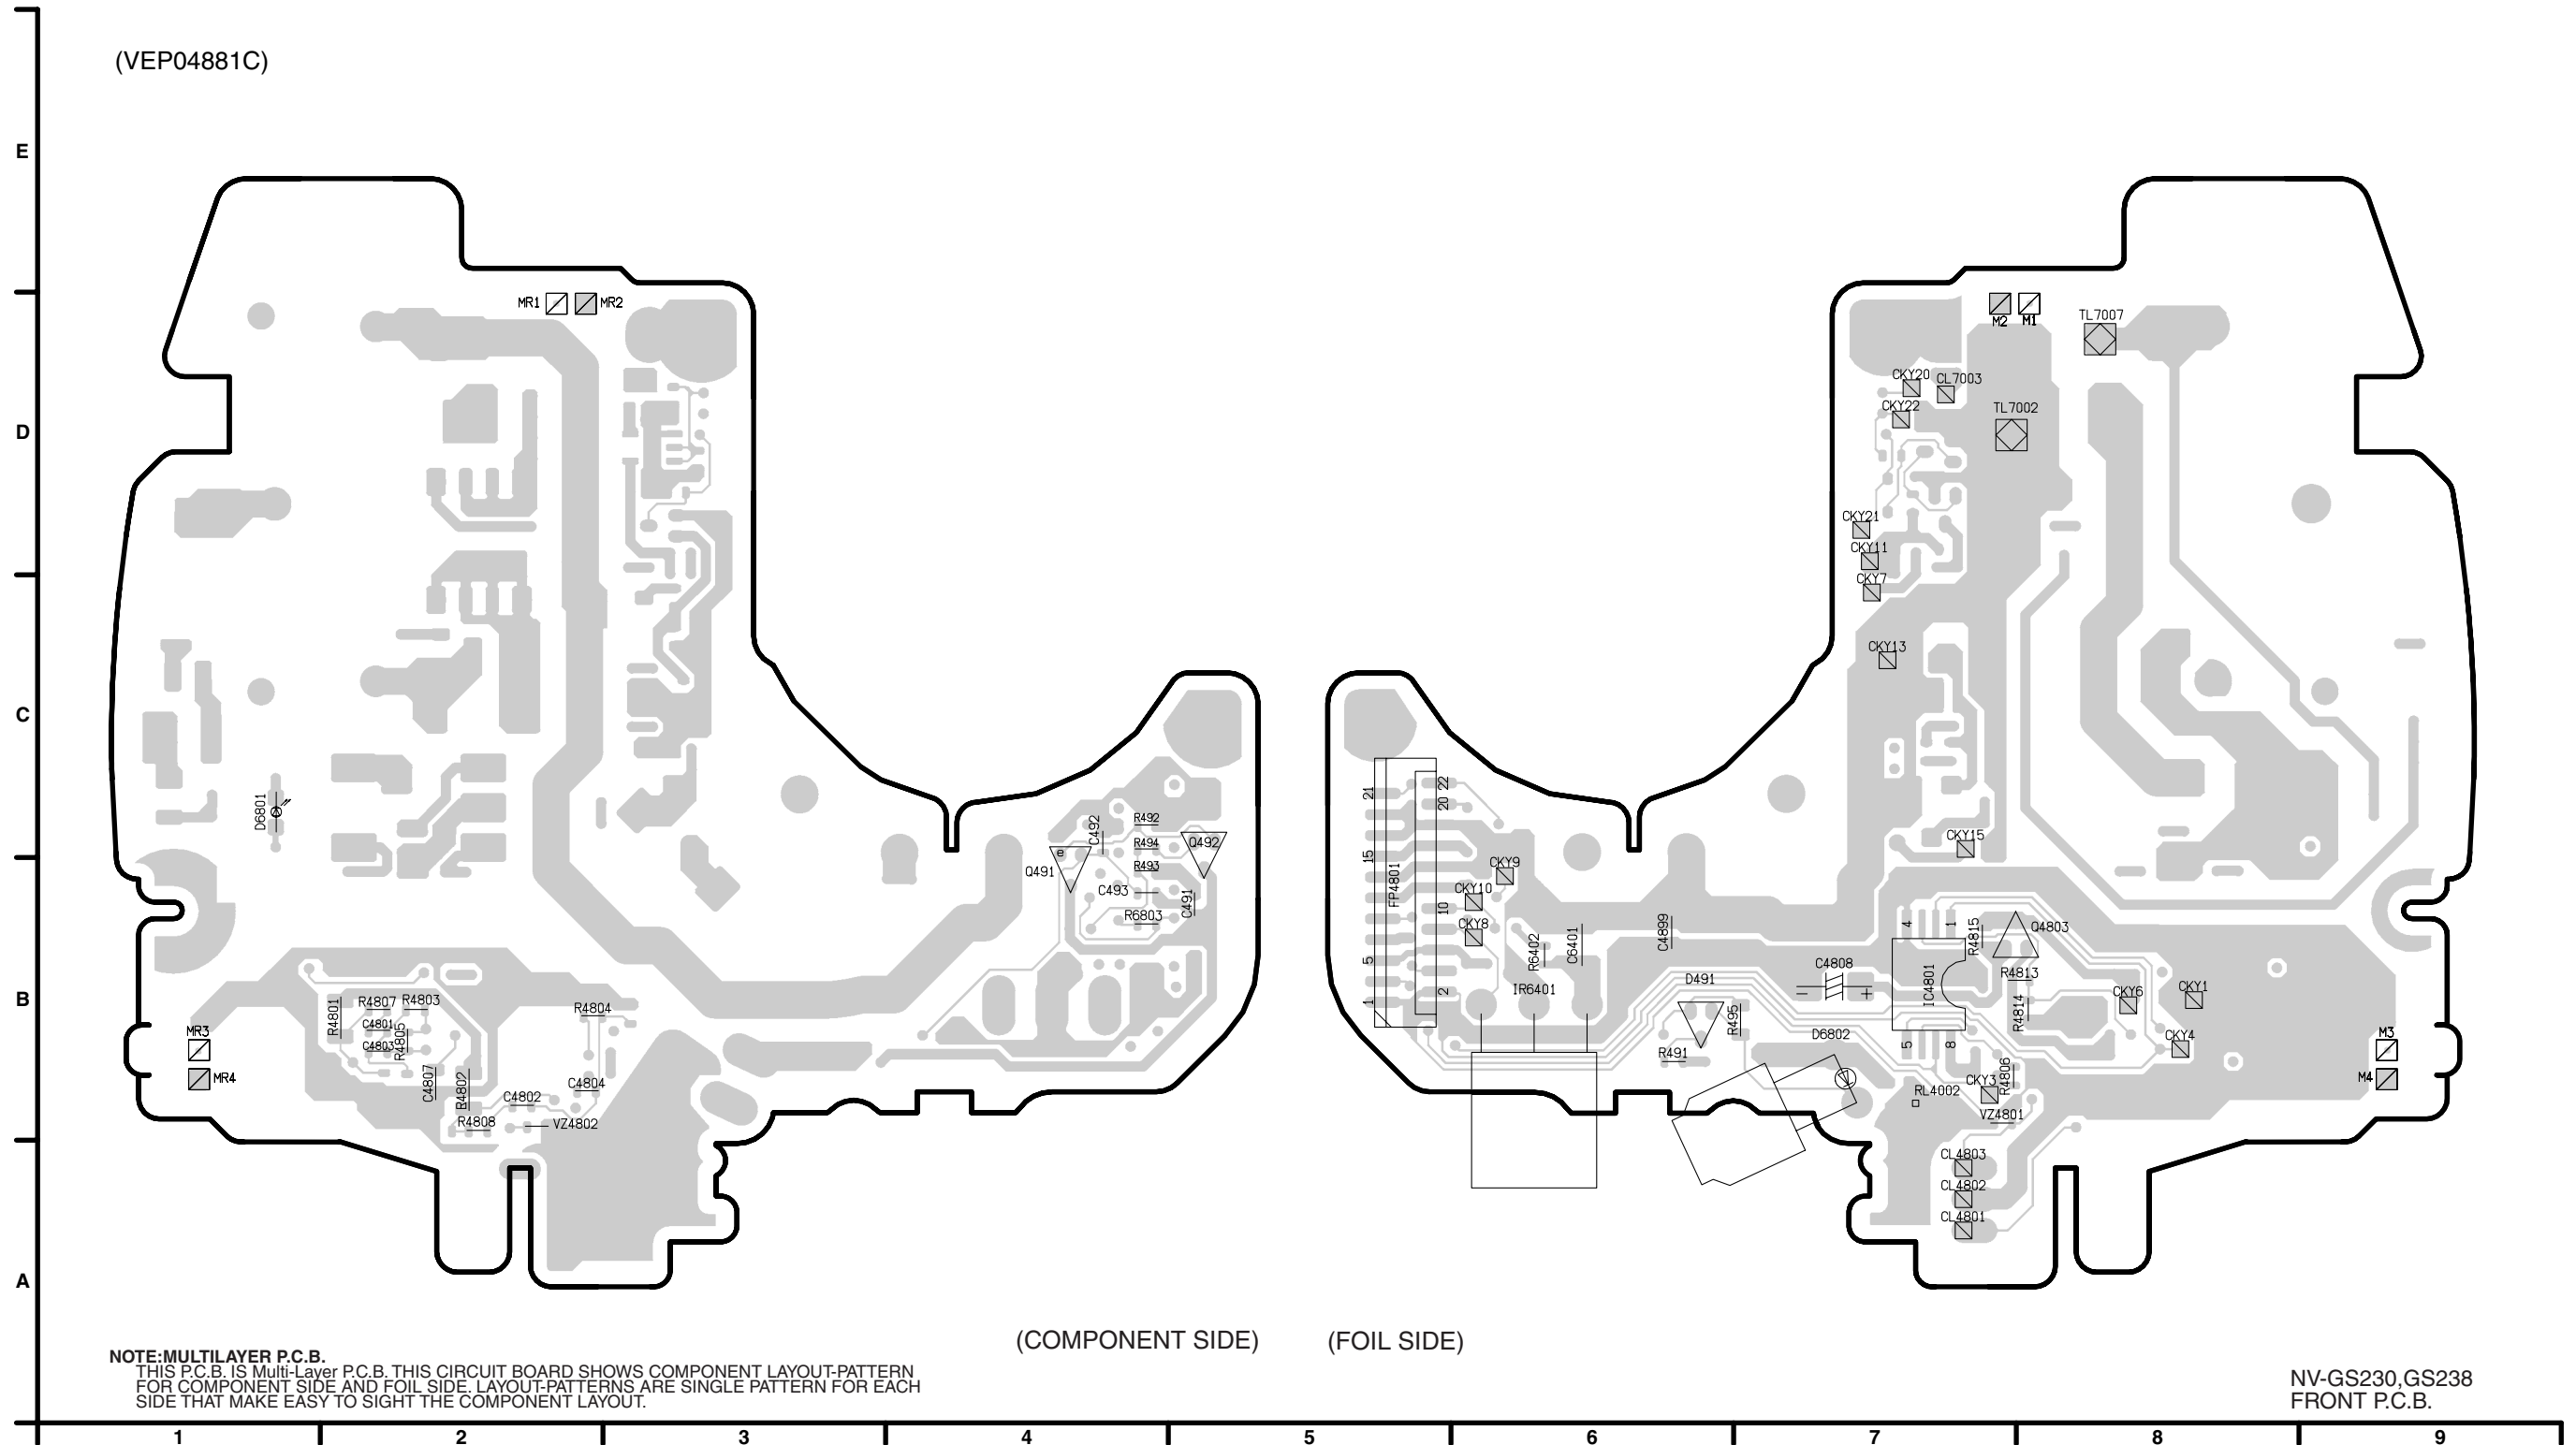 (VEP04881C)
E
MR1
MR2
M2
M1
TL7007
CKY20
CL7003
CKY22
TL7002
D
CKY21
CKY11
CKY7
CKY13
C
D6801
C492
R492
R494
R493
Q492
e
Q491
C493
C491
R6803
21
22
20
15
FP4801
10
5
1
2
CKY15
CKY9
CKY10
CKY8
R6402
C6401
C4899
IR6401
D491
C4808
4
1
R4815
Q4803
IC4801
R4813
R4814
CKY6
CKY1
B
R4801
R4807
R4803
C4801
R4805
C4803
R4804
MR3
MR4
C4807
R4802
C4802
C4804
R4808
VZ4802
R495
R491
D6802
5
8
CKY4
M3
M4
R4806
CKY3
RL4002
VZ4801
CL4803
CL4802
CL4801
A
(COMPONENT SIDE)
(FOIL SIDE)
NOTE:MULTILAYER P.C.B.
THIS P.C.B. IS Multi-Layer P.C.B. THIS CIRCUIT BOARD SHOWS COMPONENT LAYOUT-PATTERN
FOR COMPONENT SIDE AND FOIL SIDE. LAYOUT-PATTERNS ARE SINGLE PATTERN FOR EACH
SIDE THAT MAKE EASY TO SIGHT THE COMPONENT LAYOUT.
NV-GS230,GS238
FRONT P.C.B.
1 2 3 4 5 6 7 8 9